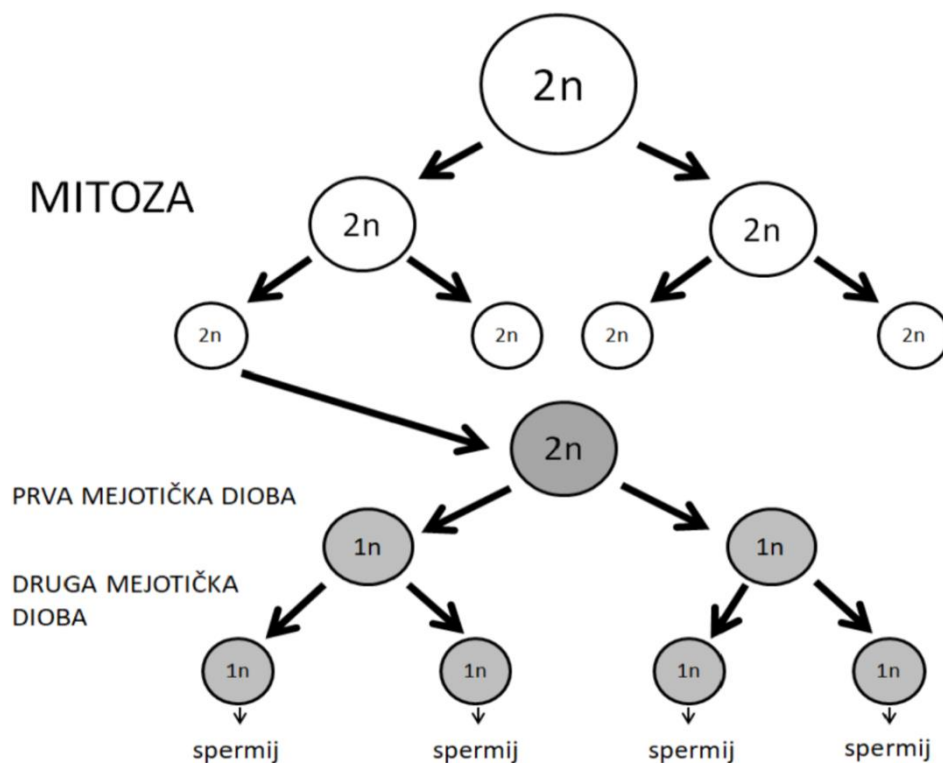 2n
MITOZA
2n
2n
2n
2n
2n
2n
2n
PRVA MEJOTIČKA DIOBA
1n
1n
DRUGA MEJOTIČKA
DIOBA
1n
1n
1n
1n
spermij
spermij
spermij
spermij